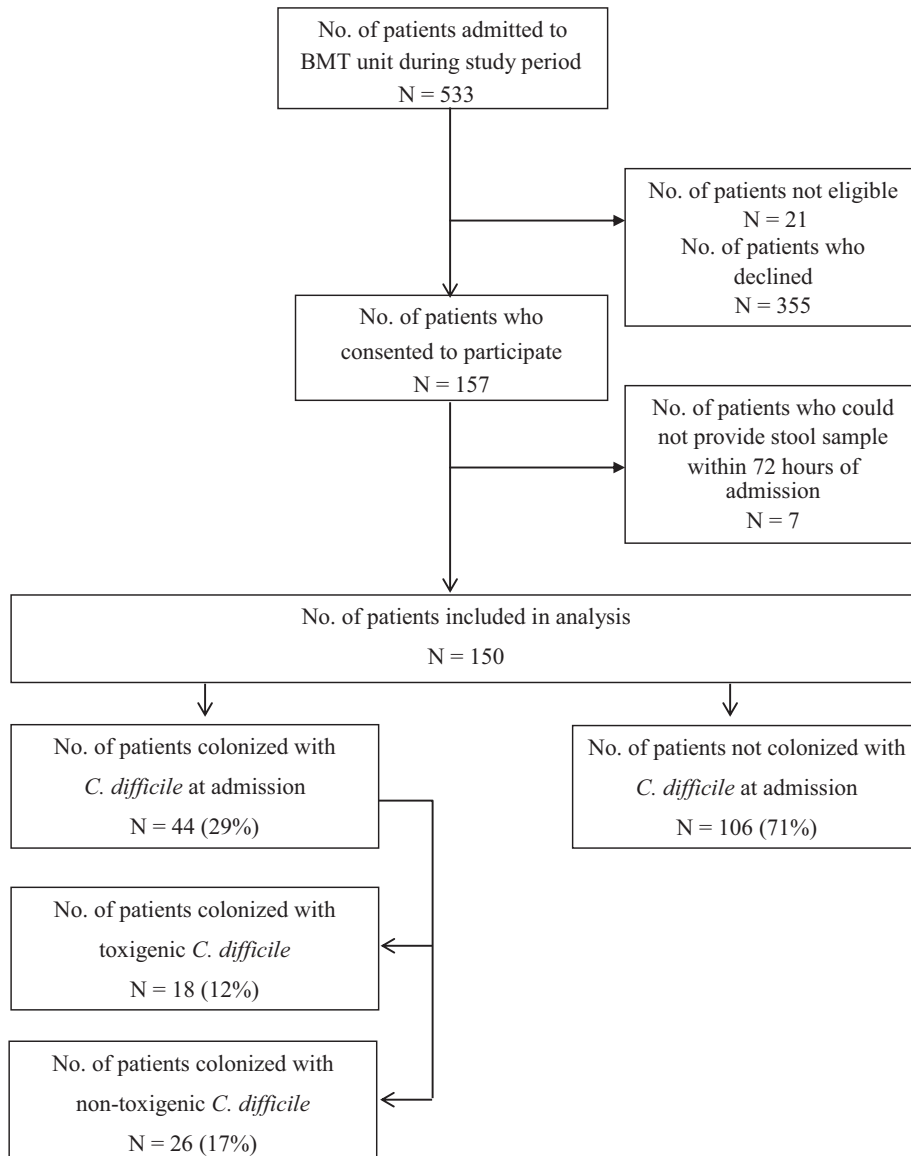 No. of patients admitted to
BMT unit during study period
N = 533
No. of patients not eligible
N = 21
No. of patients who
declined
N = 355
No. of patients who
consented to participate
N = 157
No. of patients who could
not provide stool sample
within 72 hours of
admission
N = 7
No. of patients included in analysis
N = 150
No. of patients colonized with
C. difficile at admission
N = 44 (29%)
No. of patients not colonized with
C. difficile at admission
N = 106 (71%)
No. of patients colonized with
toxigenic C. difficile
N = 18 (12%)
No. of patients colonized with
non-toxigenic C. difficile
N = 26 (17%)